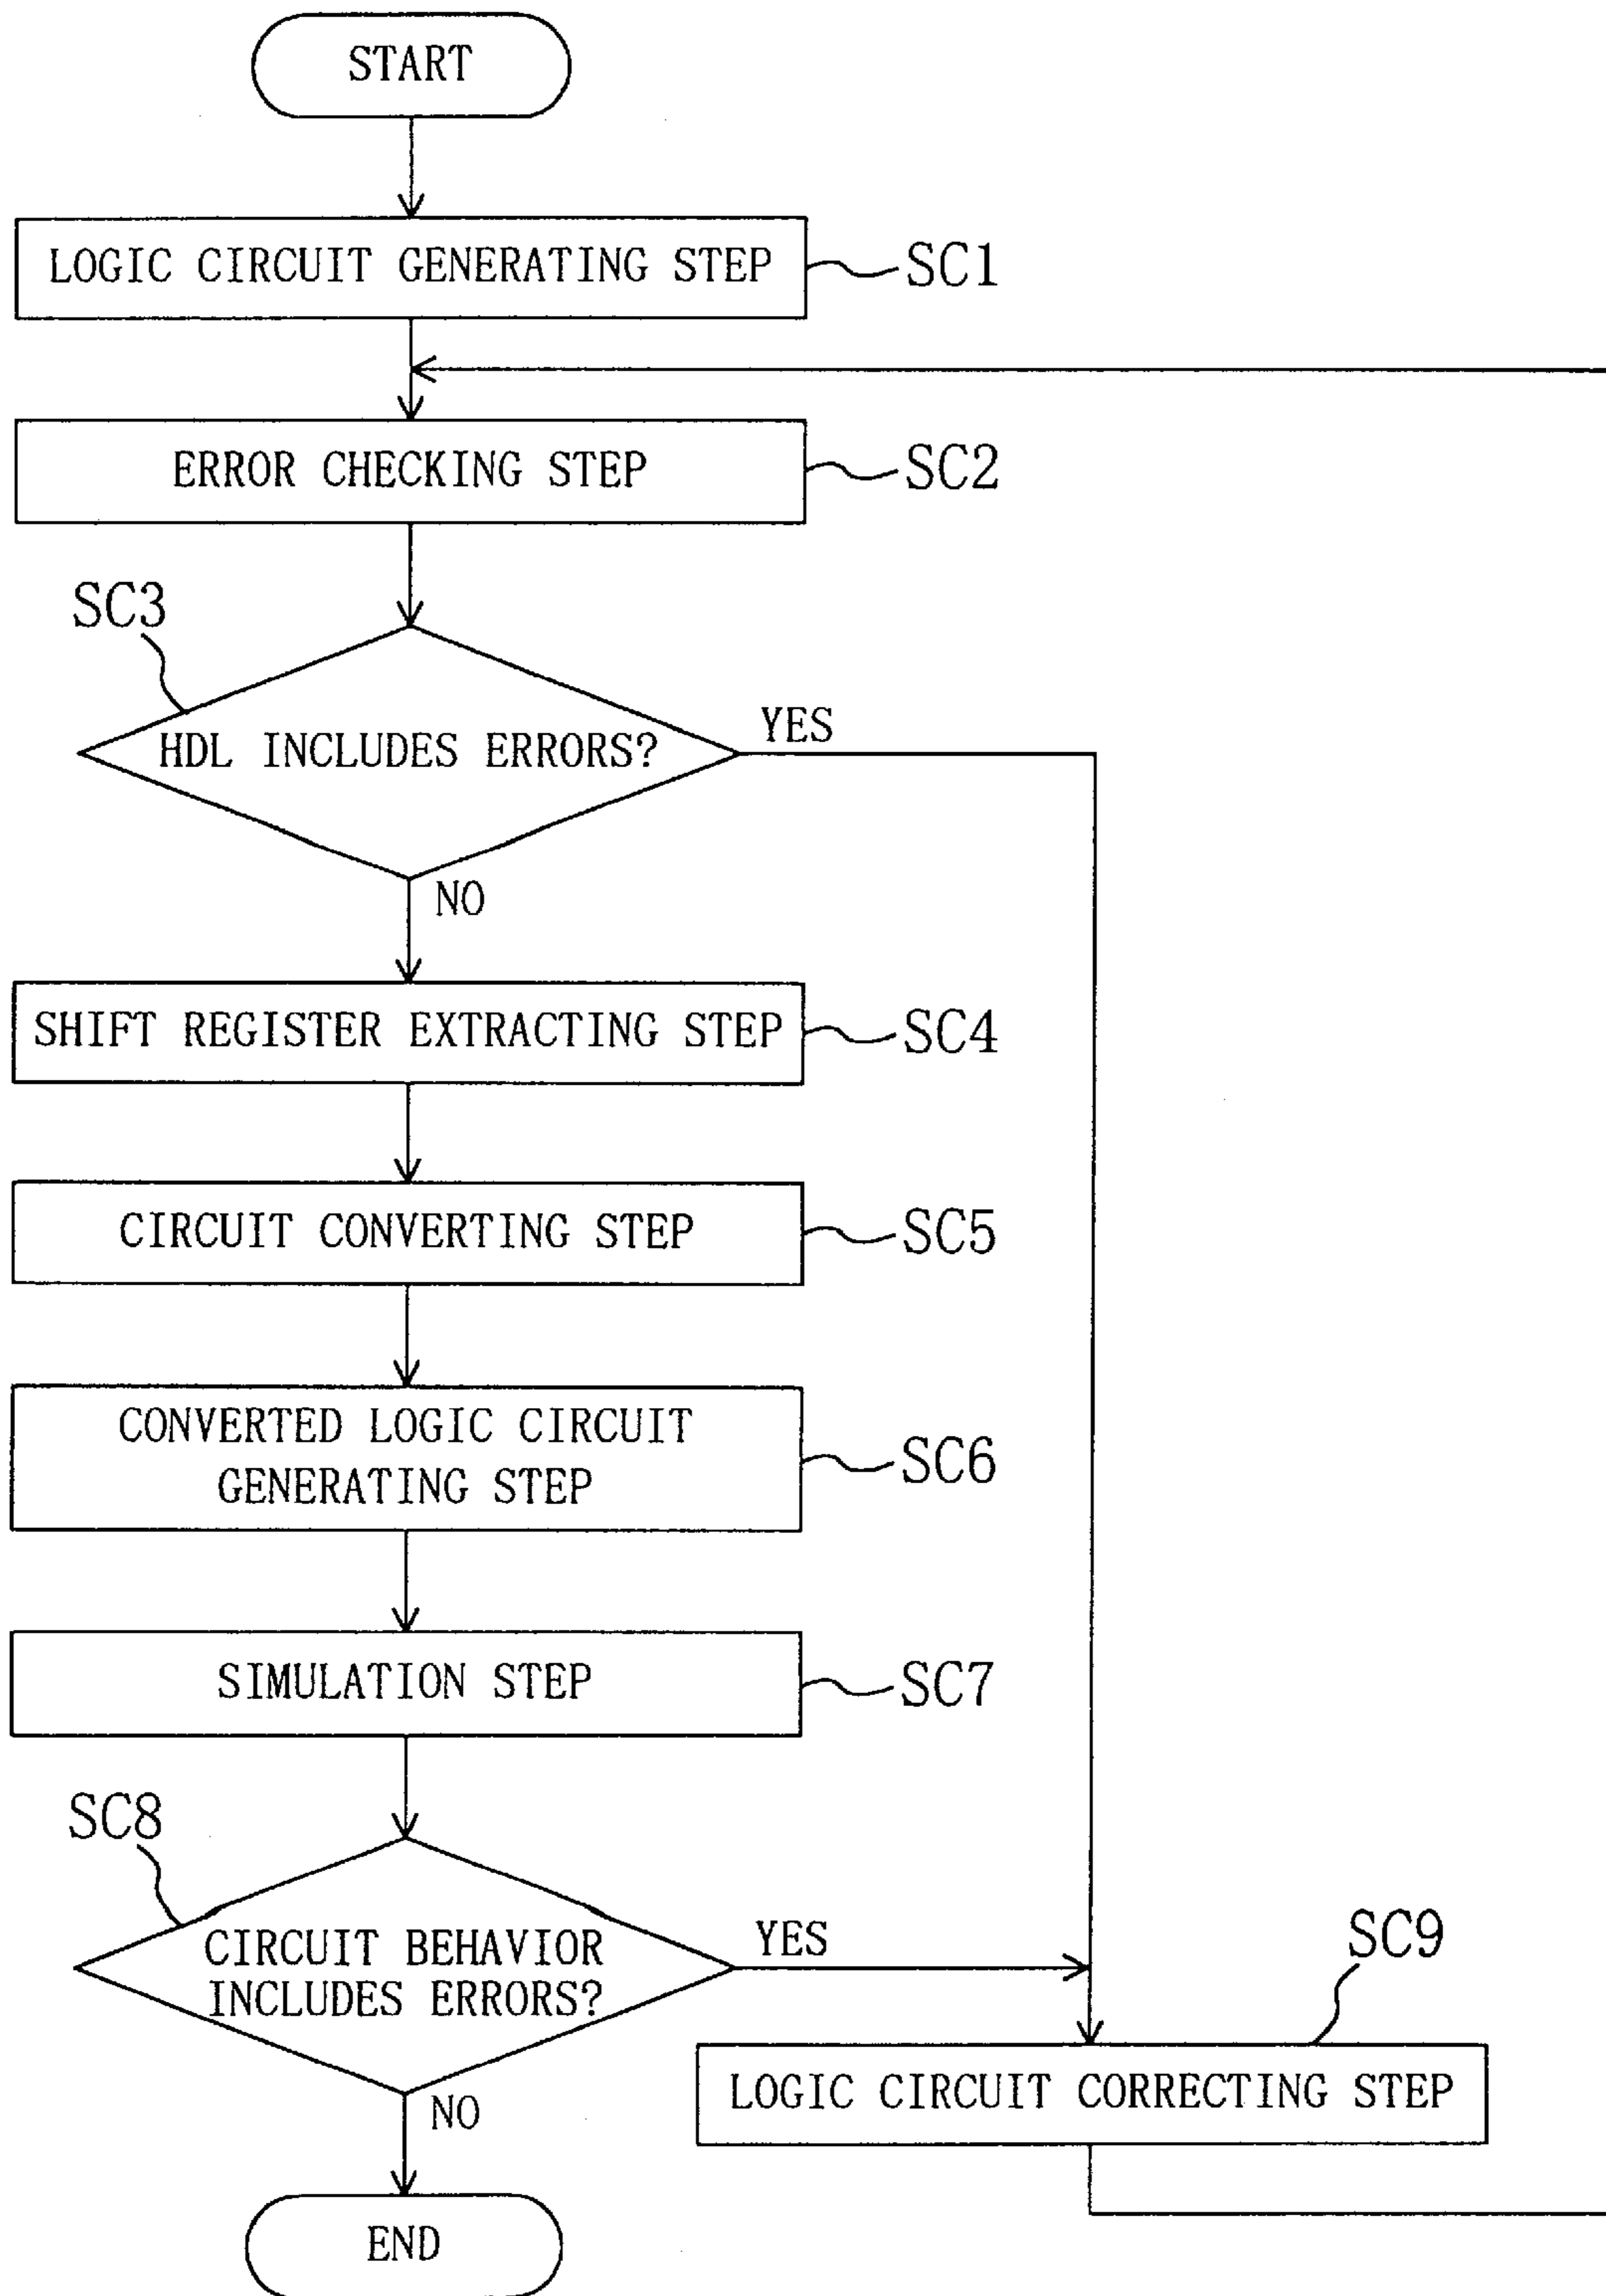 START
LOGIC CIRCUIT GENERATING STEP
SC1
ERROR CHECKING STEP
SC2
SC3
HDL INCLUDES ERRORS?
YES
NO
SHIFT REGISTER EXTRACTING STEP
SC4
CIRCUIT CONVERTING STEP
SC5
CONVERTED LOGIC CIRCUIT
GENERATING STEP
SC6
SIMULATION STEP
SC7
SC8
CIRCUIT BEHAVIOR
INCLUDES ERRORS?
YES
SC9
LOGIC CIRCUIT CORRECTING STEP
NO
END